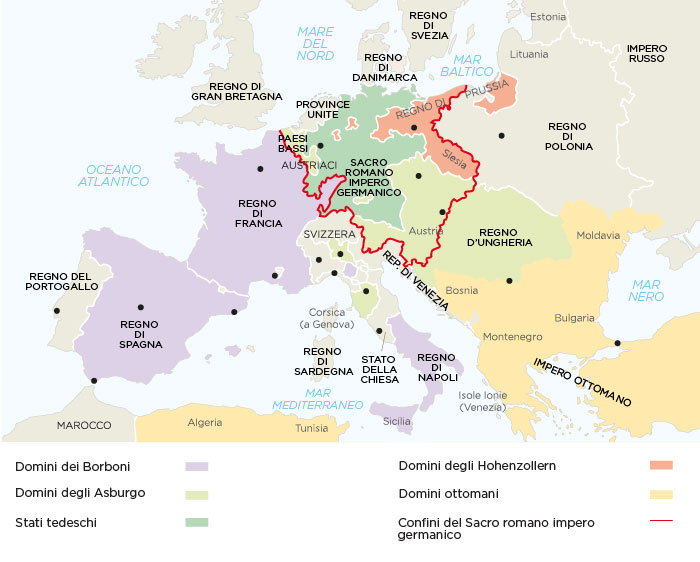 REGNO
DI
SVEZIA
Estonia
MARE
DEL
NORD
Lituania
IMPERO
RUSSO
REGNO
DI
DANIMARCA
MAR
BALTICO
REGNO DI
GRAN BRETAGNA
PROVINCE
UNITE
REGNO DI
PRUSSIA
REGNO
DI
POLONIA
PAESI
BASSI
AUSTRIACI
SACRO
ROMANO
IMPERO
GERMANICO
Slesia
OCEANO
ATLANTICO
REGNO
DI
FRANCIA
SVIZZERA
Austria
REGNO
D'UNGHERIA
Moldavia
REGNO DEL
PORTOGALLO
REP. DI VENEZIA
Bosnia
MAR
NERO
REGNO
DI
SPAGNA
Corsica
(a Genova)
Bulgaria
Montenegro
REGNO
DI
SARDEGNA
STATO
DELLA
CHIESA
REGNO
DI
NAPOLI
IMPERO OTTOMANO
MAR
MEDITERRANEO
Isole Ionie
(Venezia)
MAROCCO
Algeria
Tunisia
Sicilia
Domini dei Borboni
Domini degli Asburgo
Stati tedeschi
Domini degli Hohenzollern
Domini ottomani
Confini del Sacro romano impero
germanico